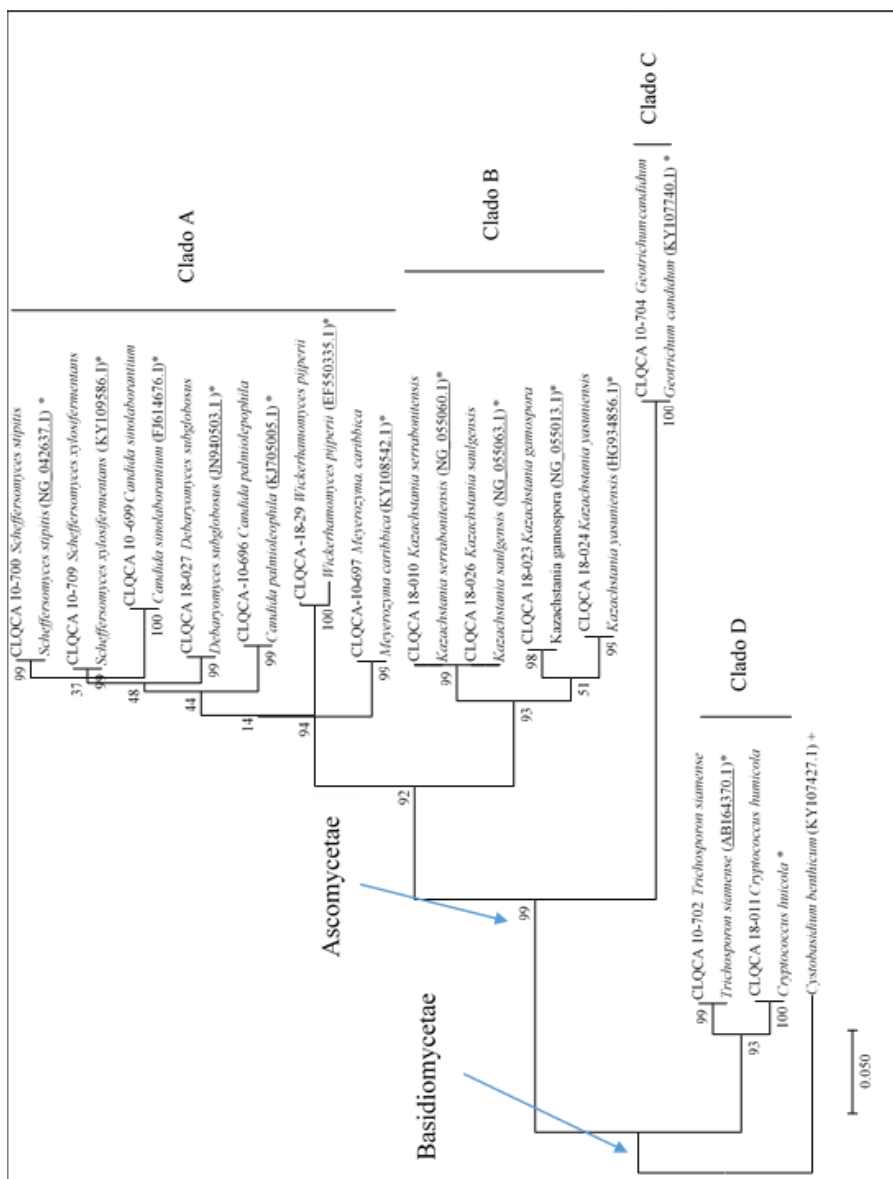 CLQCA 10-700 Scheffersomyces stipitis
99
Scheffersomyces stipitis (NG_042637.1) *
CLQCA 10-709 Scheffersomyces xylosifermentans
37
99
Scheffersomyces xylosifermentans (KY109586.1)*
CLQCA 10 -699 Candida sinolaborantium
48
100
Candida sinolaborantium (FJ614676.1)*
CLQCA 18-027 Debaryomyces subglobosus
44
99
Debaryomyces subglobosus (JN940503.1)*
CLQCA -10-696 Candida palmiolepophila
14
99
Candida palmioleophila (KJ705005.1) *
CLQCA -18-29 Wickerhamomyces pijperii
94
100
Wickerhamomyces pijperii (EF550335.1)*
CLQCA-10-697 Meyerozyma caribbica
99
Meyerozyma caribbica (KY108542.1)*
Clado A
92
CLQCA 18-010 Kazachstania serrabonitensis
99
Kazachstania serrabonitensis (NG_055060.1)*
CLQCA 18-026 Kazachstania saulgensis
Kazachstania saulgensis (NG_055063.1)*
93
CLQCA 18-023 Kazachstania gamospora
98
Kazachstania gamospora (NG_055013.1)*
51
CLQCA 18-024 Kazachstania yasuniensis
99
Kazachstania yasuniensis (HG934856.1)*
Clado B
Ascomycetae
99
CLQCA 10-704 Geotrichum candidum
100
Geotrichum candidum (KY107740.1) *
Clado C
Basidiomycetae
CLQCA 10-702 Trichosporon siamense
99
Trichosporon siamense (AB164370.1)*
93
CLQCA 18-011 Cryptococcus humicola
100
Cryptococcus huicola *
Clado D
Cystobasidium benthicum (KY107427.1) +
0.050